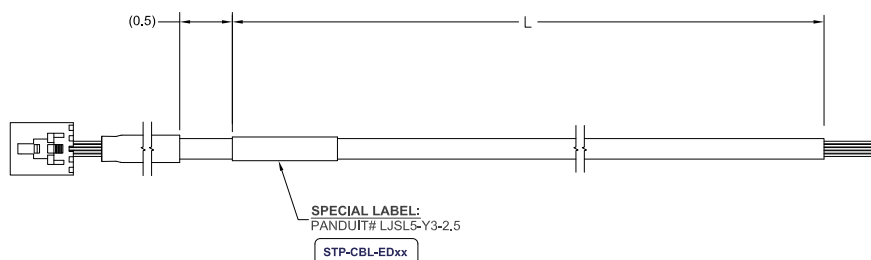 (0.5)
L
SPECIAL LABEL:
PANDUIT# LJSL5-Y3-2.5
STP-CBL-EDxx